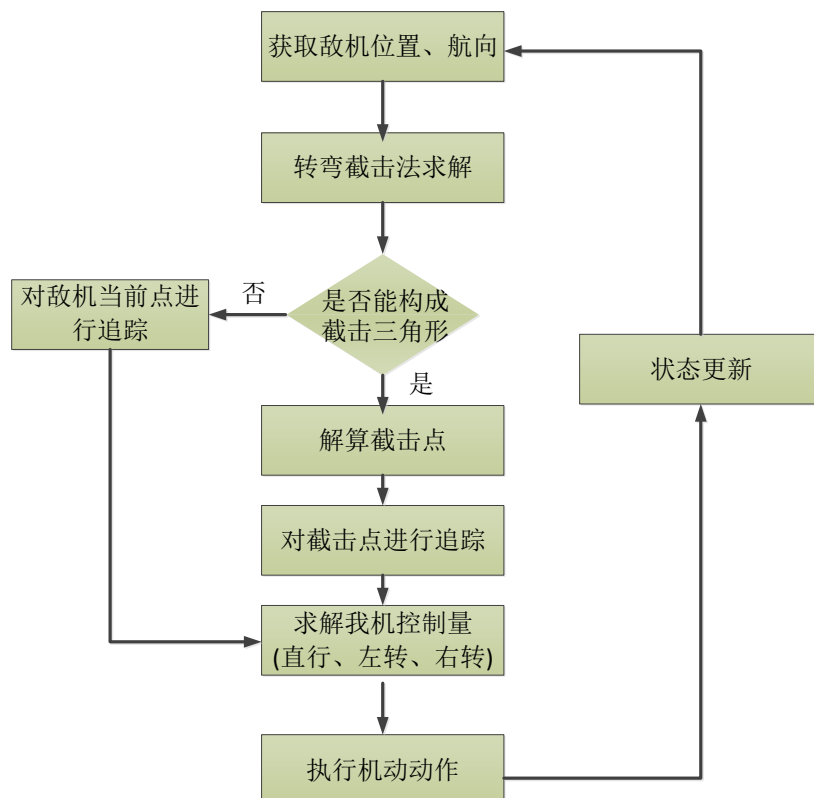 获取敌机位置、航向
转弯截击法求解
是否能构成
截击三角形
否
对敌机当前点进
行追踪
是
解算截击点
对截击点进行追踪
求解我机控制量
(直行、左转、右转)
执行机动动作
状态更新